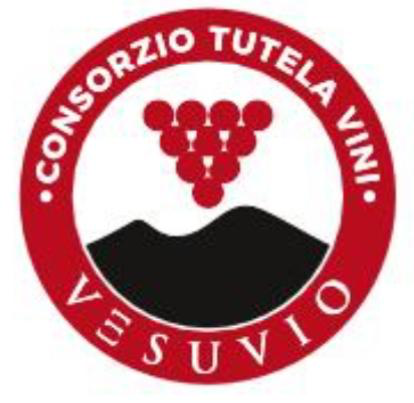 • CONSORZIO TUTELA VINI •
VESUVIO